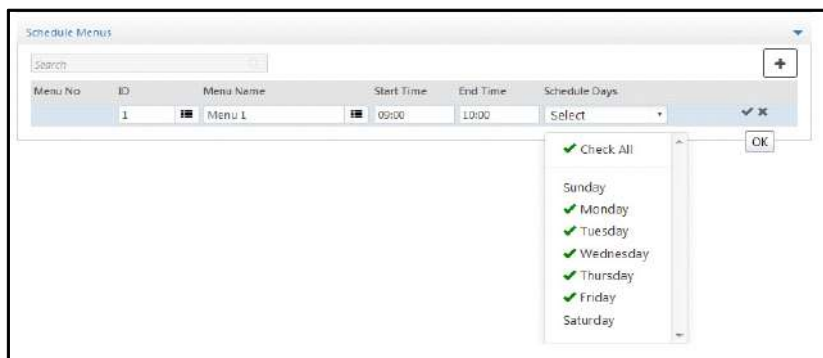 Schedule Menus
Search
Menu No ID Menu Name Start Time End Time Schedule Days
1 Menu 1 09:00 10:00 Select
OK
Check All
Sunday
Monday
Tuesday
Wednesday
Thursday
Friday
Saturday